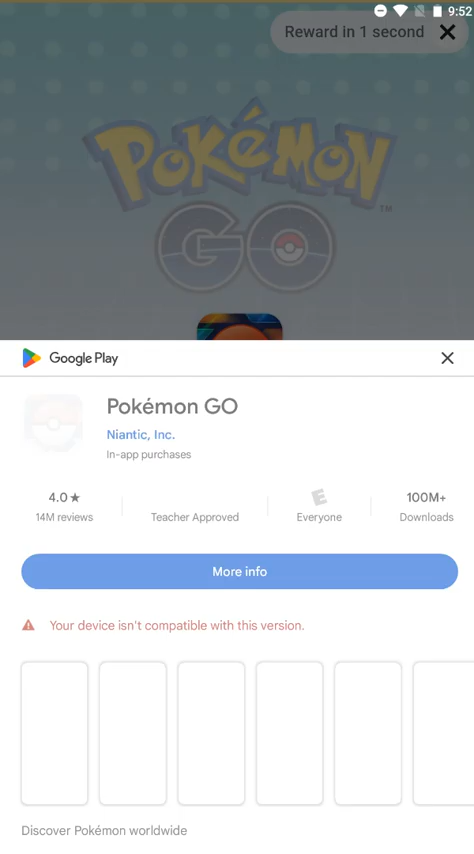 9:52
Reward in 1 second
POKéMON
TM
GO
Google Play
Pokémon GO
Niantic, Inc.
In-app purchases
4.0★
14M reviews
Teacher Approved
E
Everyone
100M+
Downloads
More info
Your device isn't compatible with this version.
Discover Pokémon worldwide